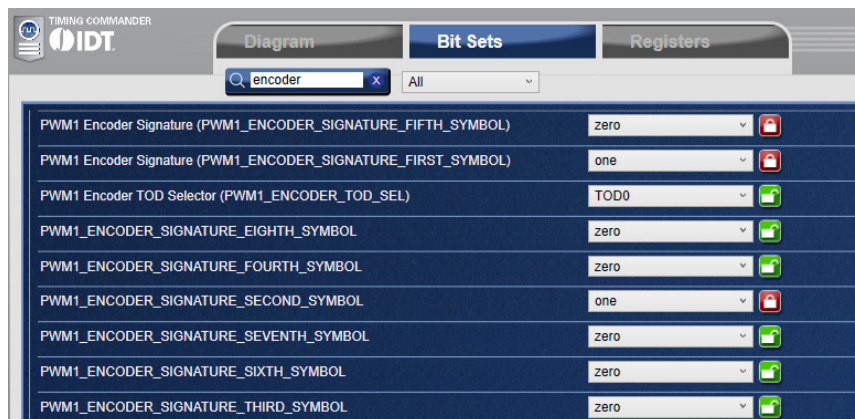 TIMING COMMANDER
IDT.
Diagram
Bit Sets
Registers
encoder
X
All
PWM1 Encoder Signature (PWM1_ENCODER_SIGNATURE_FIFTH_SYMBOL) zero
PWM1 Encoder Signature (PWM1_ENCODER_SIGNATURE_FIRST_SYMBOL) one
PWM1 Encoder TOD Selector (PWM1_ENCODER_TOD_SEL) TOD0
PWM1_ENCODER_SIGNATURE_EIGHTH_SYMBOL zero
PWM1_ENCODER_SIGNATURE_FOURTH_SYMBOL zero
PWM1_ENCODER_SIGNATURE_SECOND_SYMBOL one
PWM1_ENCODER_SIGNATURE_SEVENTH_SYMBOL zero
PWM1_ENCODER_SIGNATURE_SIXTH_SYMBOL zero
PWM1_ENCODER_SIGNATURE_THIRD_SYMBOL zero